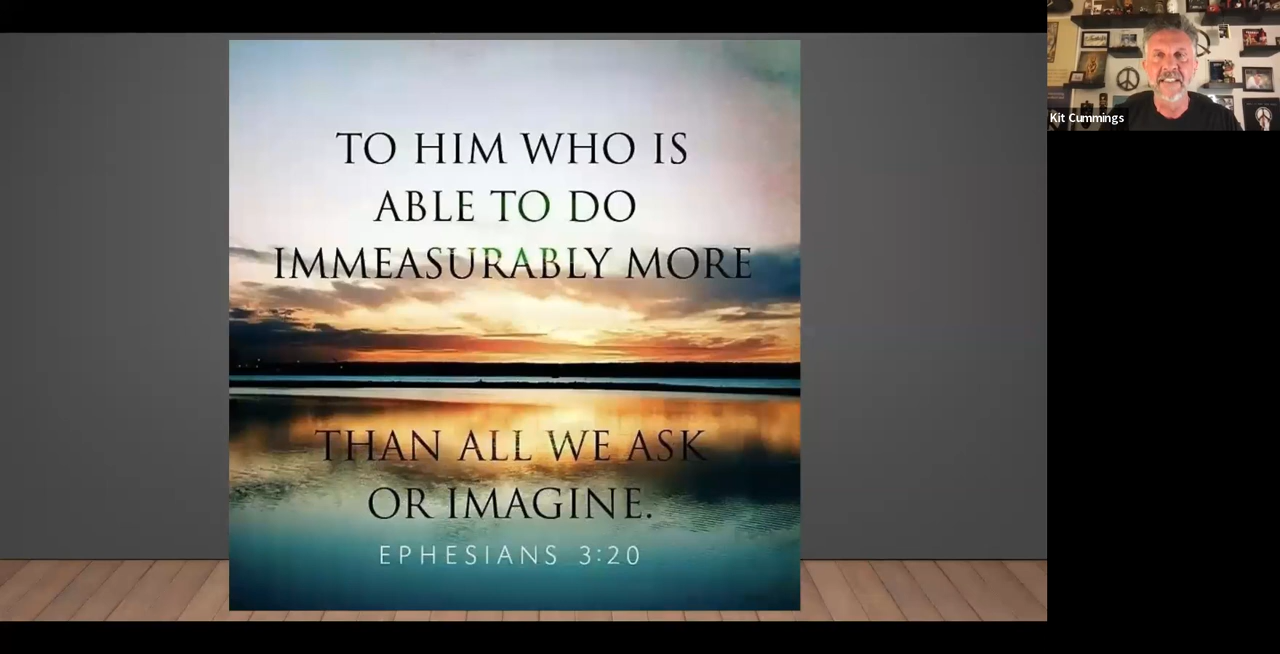 TO HIM WHO IS
ABLE TO DO
IMMEASURABLY MORE
THAN ALL WE ASK
OR IMAGINE.
EPHESIANS 3:20
Kit Cummings